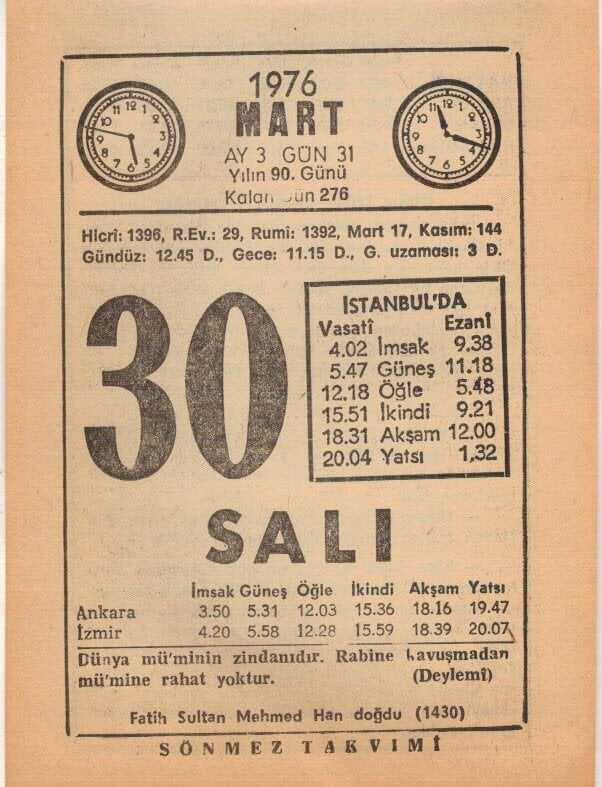 1976
MART
AY 3 GÜN 31
Yılın 90. Günü
Kalan Gün 276
Hicrî: 1396, R.Ev.: 29, Rumî: 1392, Mart 17, Kasım: 144
Gündüz: 12.45 D., Gece: 11.15 D., G. uzaması: 3 D.
30
İSTANBUL'DA
Vasatî Ezanî
4.02 İmsak 9.38
5.47 Güneş 11.18
12.18 Öğle 5.48
15.51 İkindi 9.21
18.31 Akşam 12.00
20.04 Yatsı 1.32
SALI
İmsak Güneş Öğle İkindi Akşam Yatsı
Ankara 3.50 5.31 12.03 15.36 18.16 19.47
İzmir 4.20 5.58 12.28 15.59 18.39 20.07
Dünya mü'minin zindanıdır. Rabine kavuşmadan
mü'mine rahat yoktur. (Deylemî)
Fatih Sultan Mehmed Han doğdu (1430)
SÖNMEZ TAKVİMİ